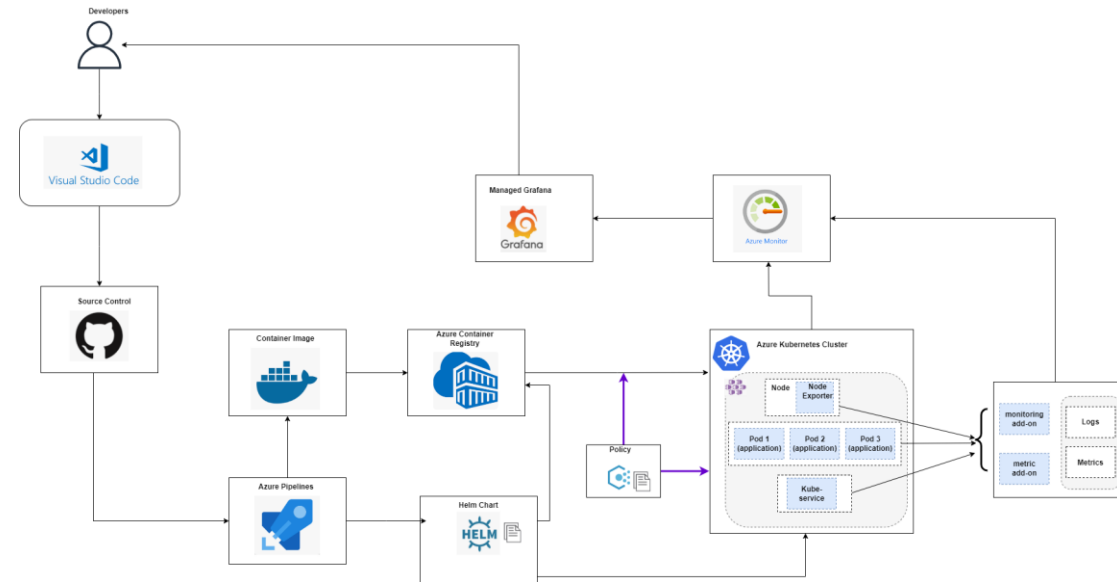 Developers
Visual Studio Code
Managed Grafana
Grafana
Azure Monitor
Source Control
Container Image
Azure Container
Registry
Azure Kubernetes Cluster
Node
Node
Exporter
Pod 1
(application)
Pod 2
(application)
Pod 3
(application)
Kube-
service
monitoring
add-on
Logs
metric
add-on
Metrics
Policy
Azure Pipelines
Helm Chart
HELM